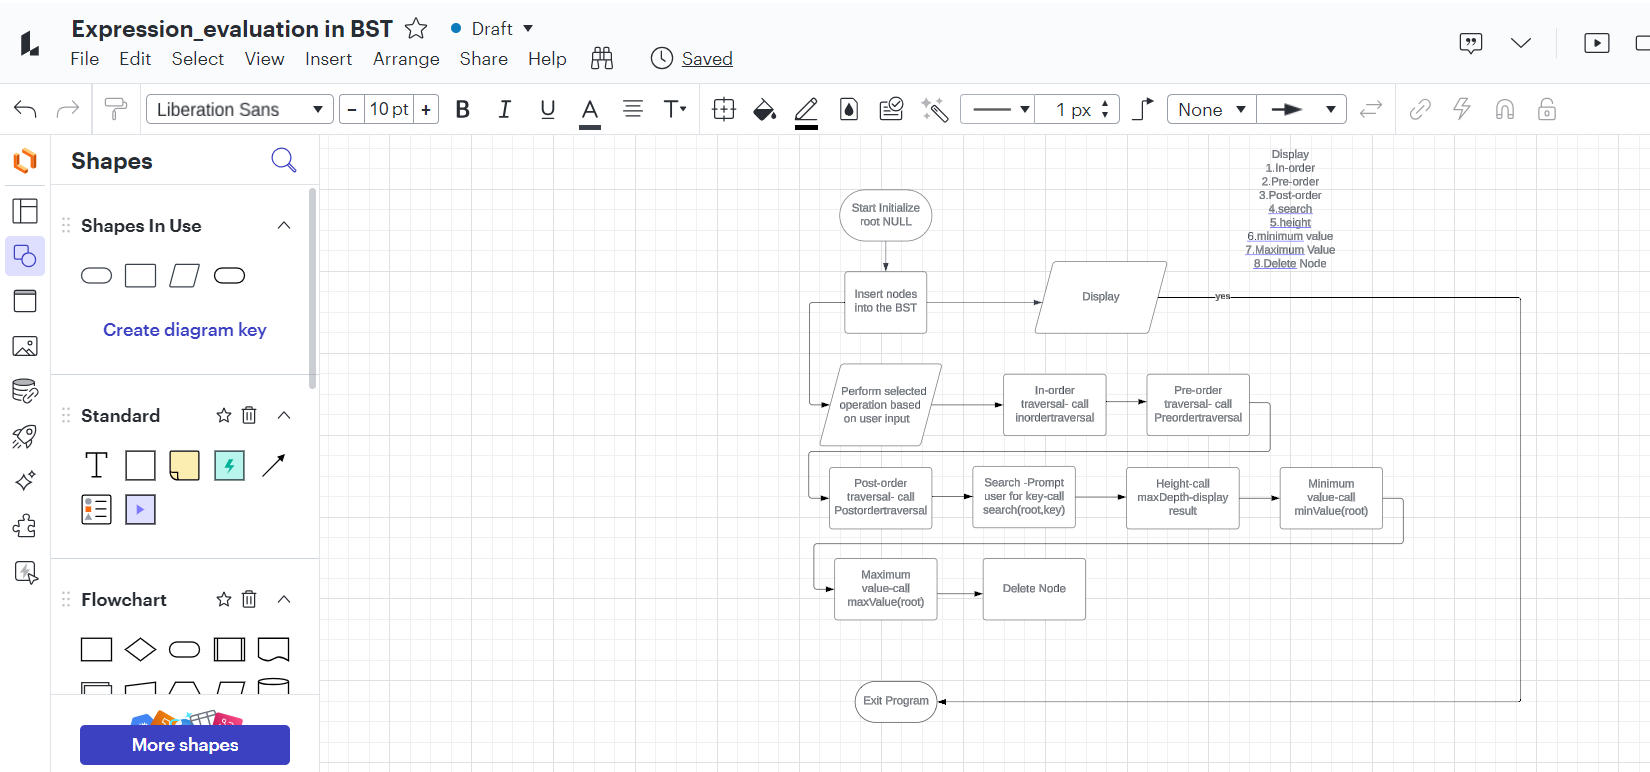 Expression_evaluation in BST
Draft
File Edit Select View Insert Arrange Share Help
Saved
Liberation Sans
- 10 pt +
B I U A T
1 px
None
Shapes
Shapes In Use
Create diagram key
Standard
T
Flowchart
More shapes
Display
1.In-order
2.Pre-order
3.Post-order
4.search
5.height
6.minimum value
7.Maximum Value
8.Delete Node
Start Initialize
root NULL
Insert nodes
into the BST
Display
yes
Perform selected
operation based
on user input
In-order
traversal- call
inordertraversal
Pre-order
traversal- call
Preordertraversal
Post-order
traversal- call
Postordertraversal
Search -Prompt
user for key-call
search(root,key)
Height-call
maxDepth-display
result
Minimum
value-call
minValue(root)
Maximum
value-call
maxValue(root)
Delete Node
Exit Program